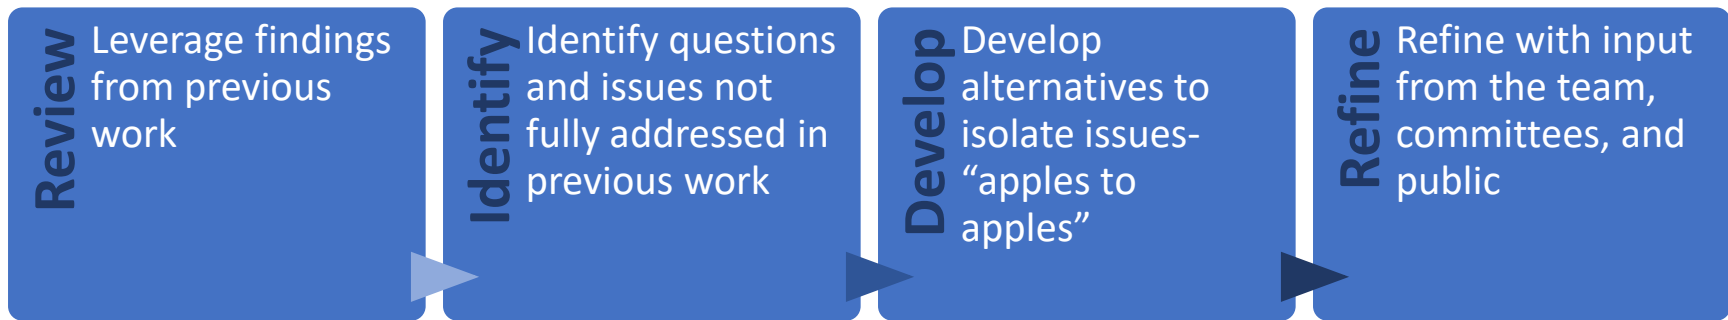 Review
Leverage findings
from previous
work
Identify
Identify questions
and issues not
fully addressed in
previous work
Develop
Develop
alternatives to
isolate issues-
“apples to
apples”
Refine
Refine with input
from the team,
committees, and
public